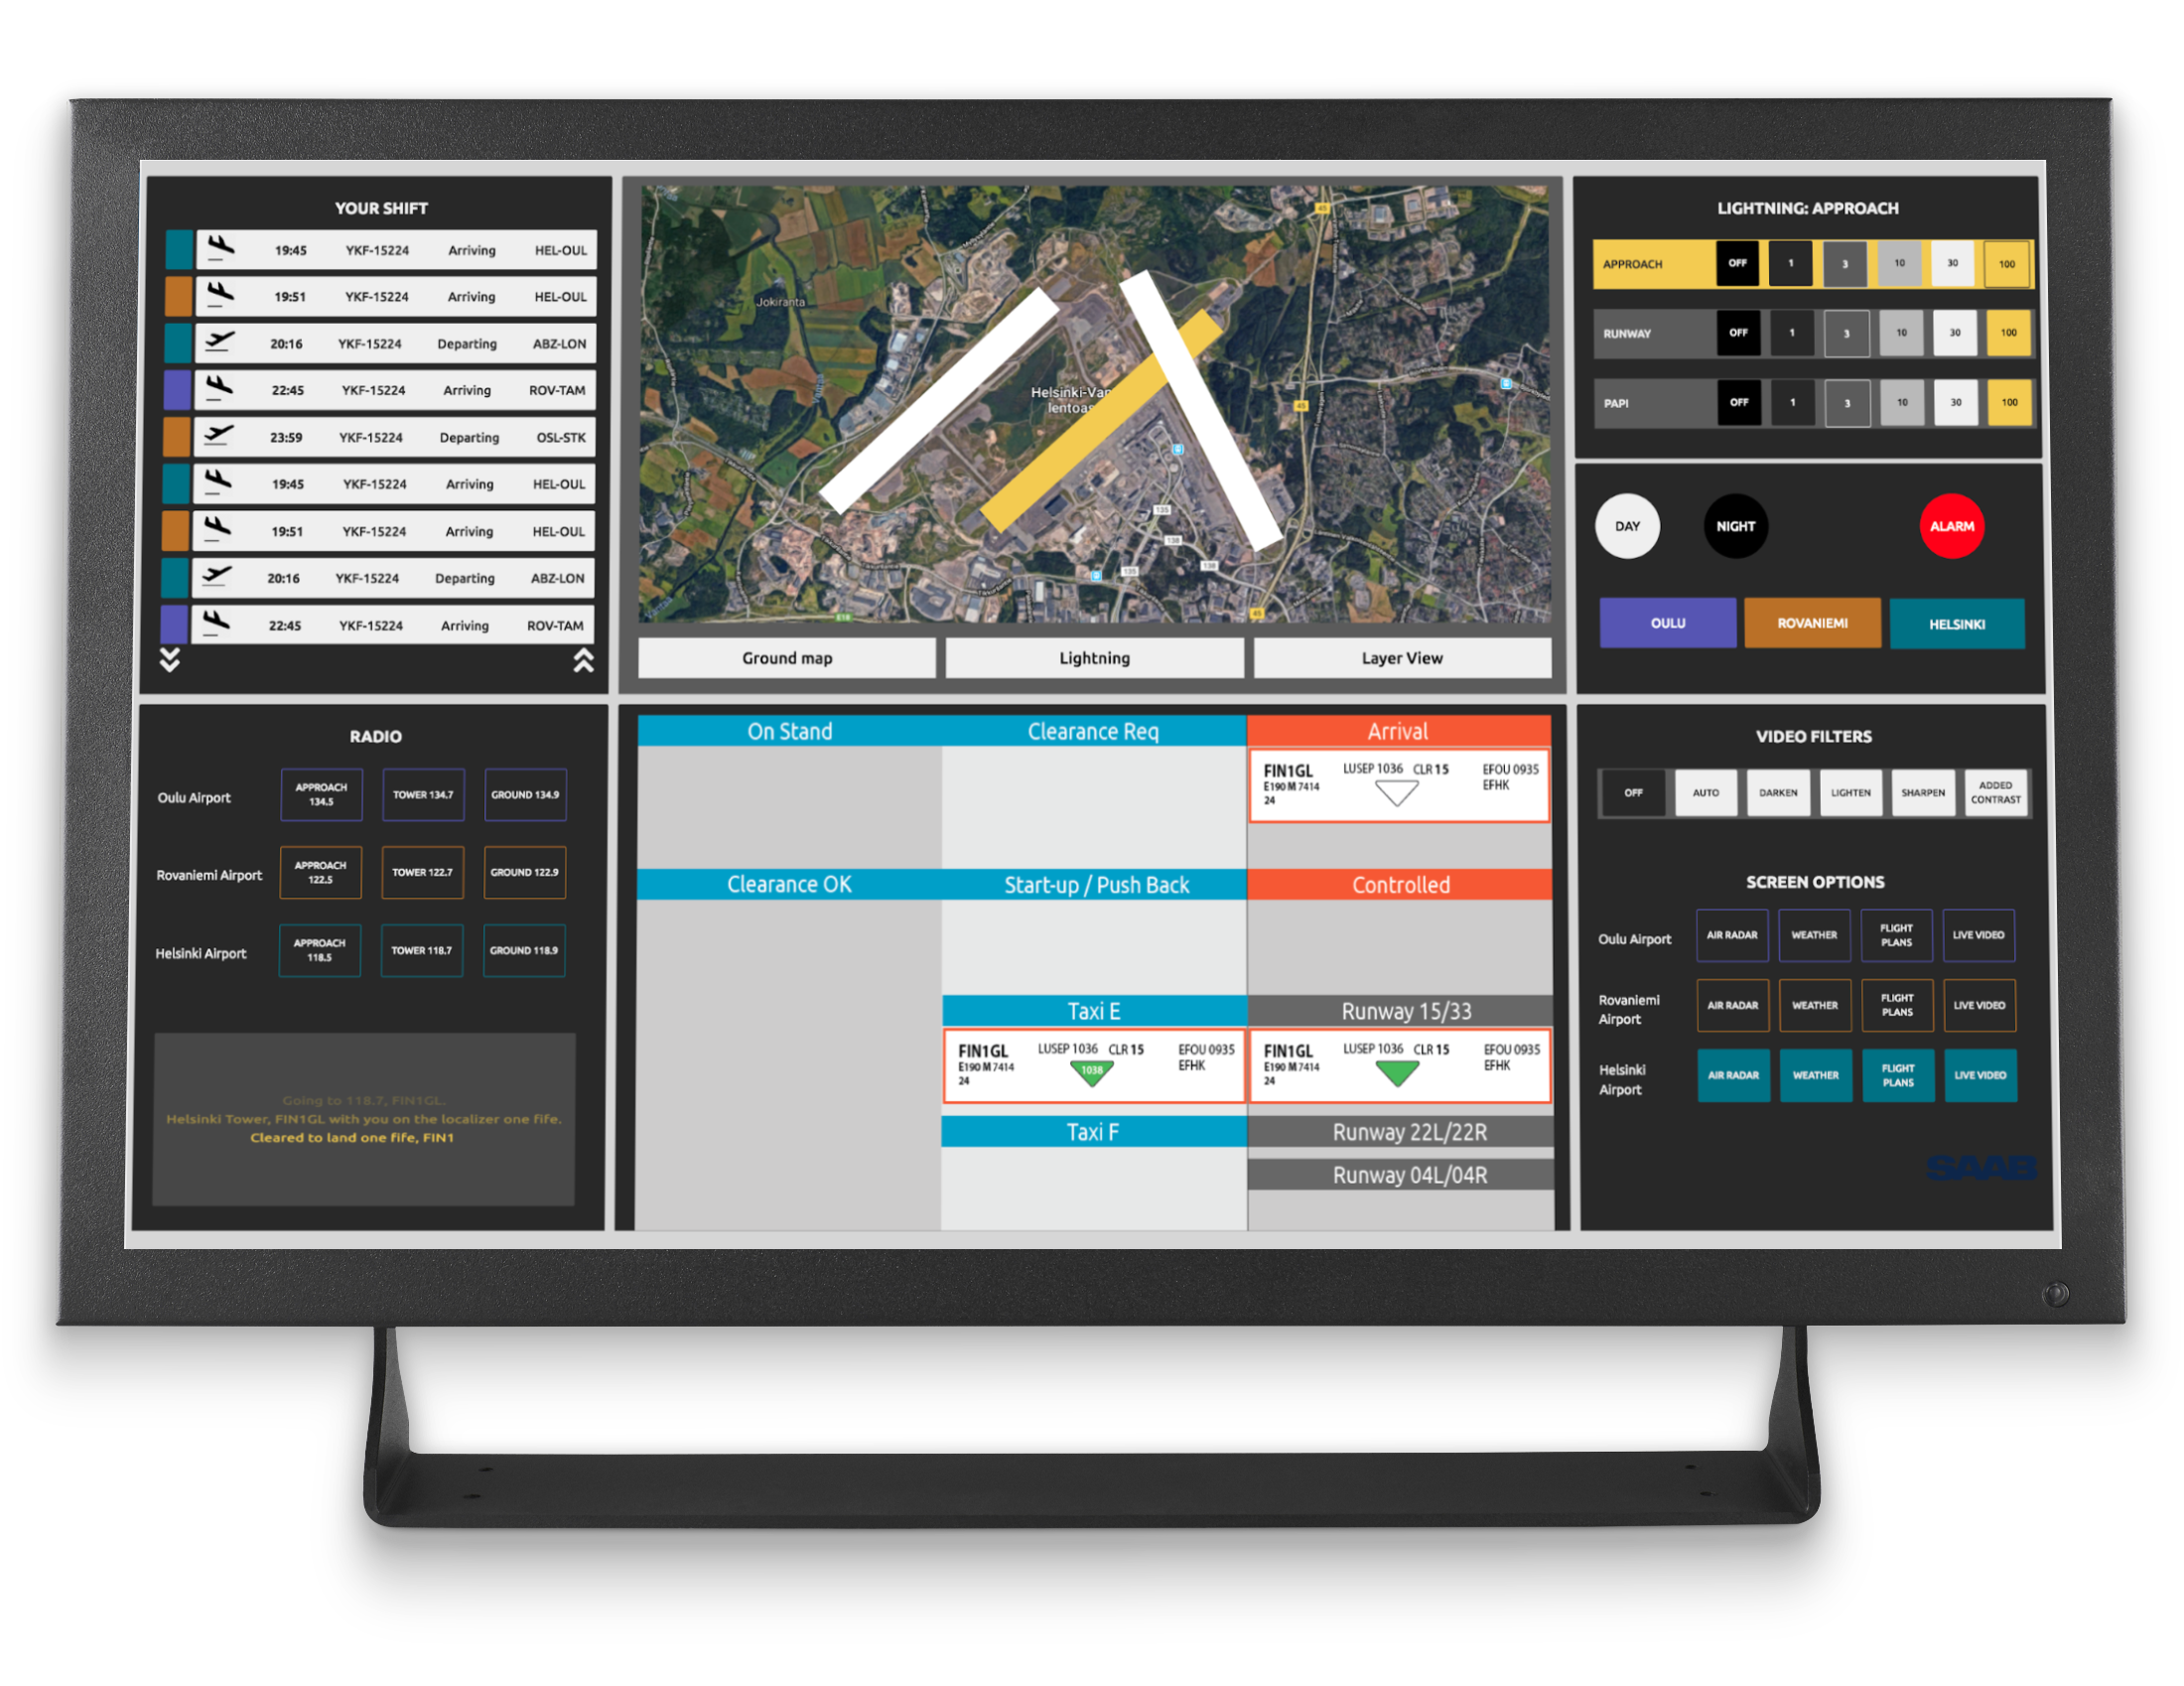 YOUR SHIFT
19:45 YKF-15224 Arriving HEL-OUL
19:51 YKF-15224 Arriving HEL-OUL
20:16 YKF-15224 Departing ABZ-LON
22:45 YKF-15224 Arriving ROV-TAM
23:59 YKF-15224 Departing OSL-STK
19:45 YKF-15224 Arriving HEL-OUL
19:51 YKF-15224 Arriving HEL-OUL
20:16 YKF-15224 Departing ABZ-LON
22:45 YKF-15224 Arriving ROV-TAM
45
Jokiranta
Helsinki-Van
lentoas
45
135
138
135
138
45
E18
Ground map Lightning Layer View
LIGHTNING: APPROACH
APPROACH OFF 1 3 10 30 100
RUNWAY OFF 1 3 10 30 100
PAPI OFF 1 3 10 30 100
DAY NIGHT ALARM
OULU ROVANIEMI HELSINKI
RADIO
Oulu Airport
APPROACH
134.5
TOWER 134.7
GROUND 134.9
Rovaniemi Airport
APPROACH
122.5
TOWER 122.7
GROUND 122.9
Helsinki Airport
APPROACH
118.5
TOWER 118.7
GROUND 118.9
Going to 118.7, FIN1GL.
Helsinki Tower, FIN1GL with you on the localizer one fife.
Cleared to land one fife, FIN1
On Stand Clearance Req Arrival
FIN1GL LUSEP 1036 CLR 15 EFOU 0935
E190 M 7414 EFHK
24
Clearance OK Start-up / Push Back Controlled
Taxi E Runway 15/33
FIN1GL LUSEP 1036 CLR 15 EFOU 0935
E190 M 7414 1038 EFHK
24
FIN1GL LUSEP 1036 CLR 15 EFOU 0935
E190 M 7414 EFHK
24
Taxi F Runway 22L/22R
Runway 04L/04R
VIDEO FILTERS
OFF AUTO DARKEN LIGHTEN SHARPEN
ADDED
CONTRAST
SCREEN OPTIONS
Oulu Airport
AIR RADAR
WEATHER
FLIGHT
PLANS
LIVE VIDEO
Rovaniemi
Airport
AIR RADAR
WEATHER
FLIGHT
PLANS
LIVE VIDEO
Helsinki
Airport
AIR RADAR
WEATHER
FLIGHT
PLANS
LIVE VIDEO
SAAB